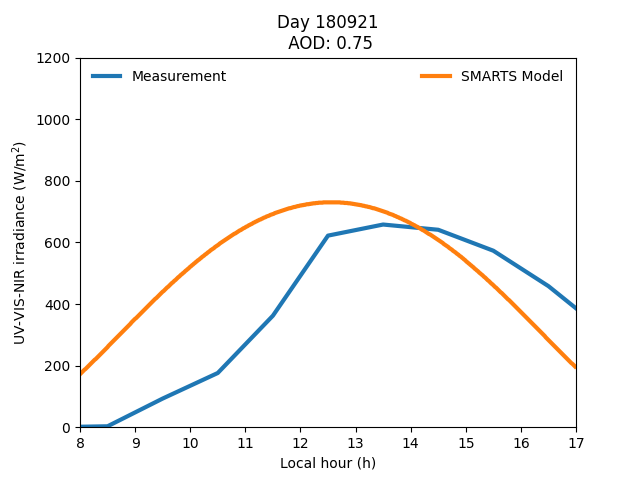 Day 180921
AOD: 0.75
Measurement
SMARTS Model
UV-VIS-NIR irradiance (W/m²)
1200
1000
800
600
400
200
0
8 9 10 11 12 13 14 15 16 17
Local hour (h)